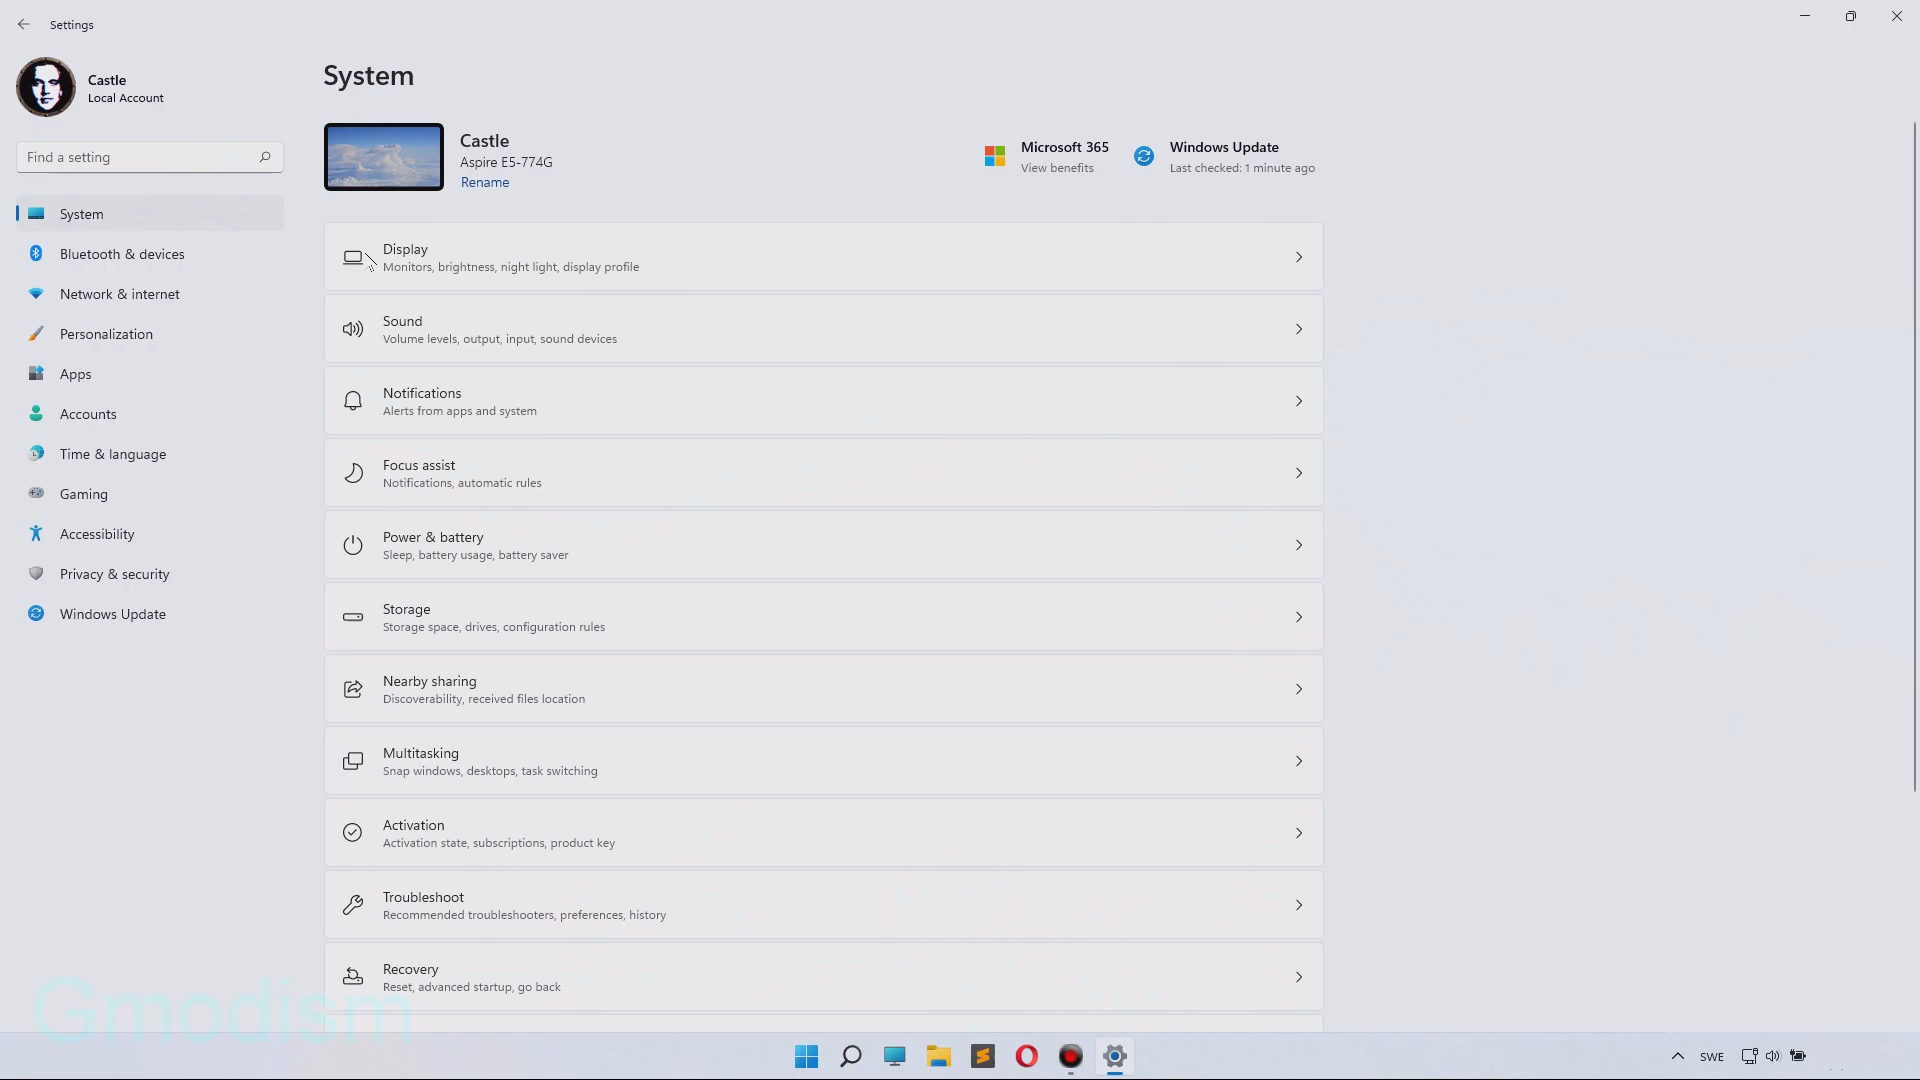 Settings
Castle
Local Account
Find a setting
System
Bluetooth & devices
Network & internet
Personalization
Apps
Accounts
Time & language
Gaming
Accessibility
Privacy & security
Windows Update
System
Castle
Aspire E5-774G
Rename
Microsoft 365
View benefits
Windows Update
Last checked: 1 minute ago
Display
Monitors, brightness, night light, display profile
Sound
Volume levels, output, input, sound devices
Notifications
Alerts from apps and system
Focus assist
Notifications, automatic rules
Power & battery
Sleep, battery usage, battery saver
Storage
Storage space, drives, configuration rules
Nearby sharing
Discoverability, received files location
Multitasking
Snap windows, desktops, task switching
Activation
Activation state, subscriptions, product key
Troubleshoot
Recommended troubleshooters, preferences, history
Recovery
Reset, advanced startup, go back
Gmodism
SWE